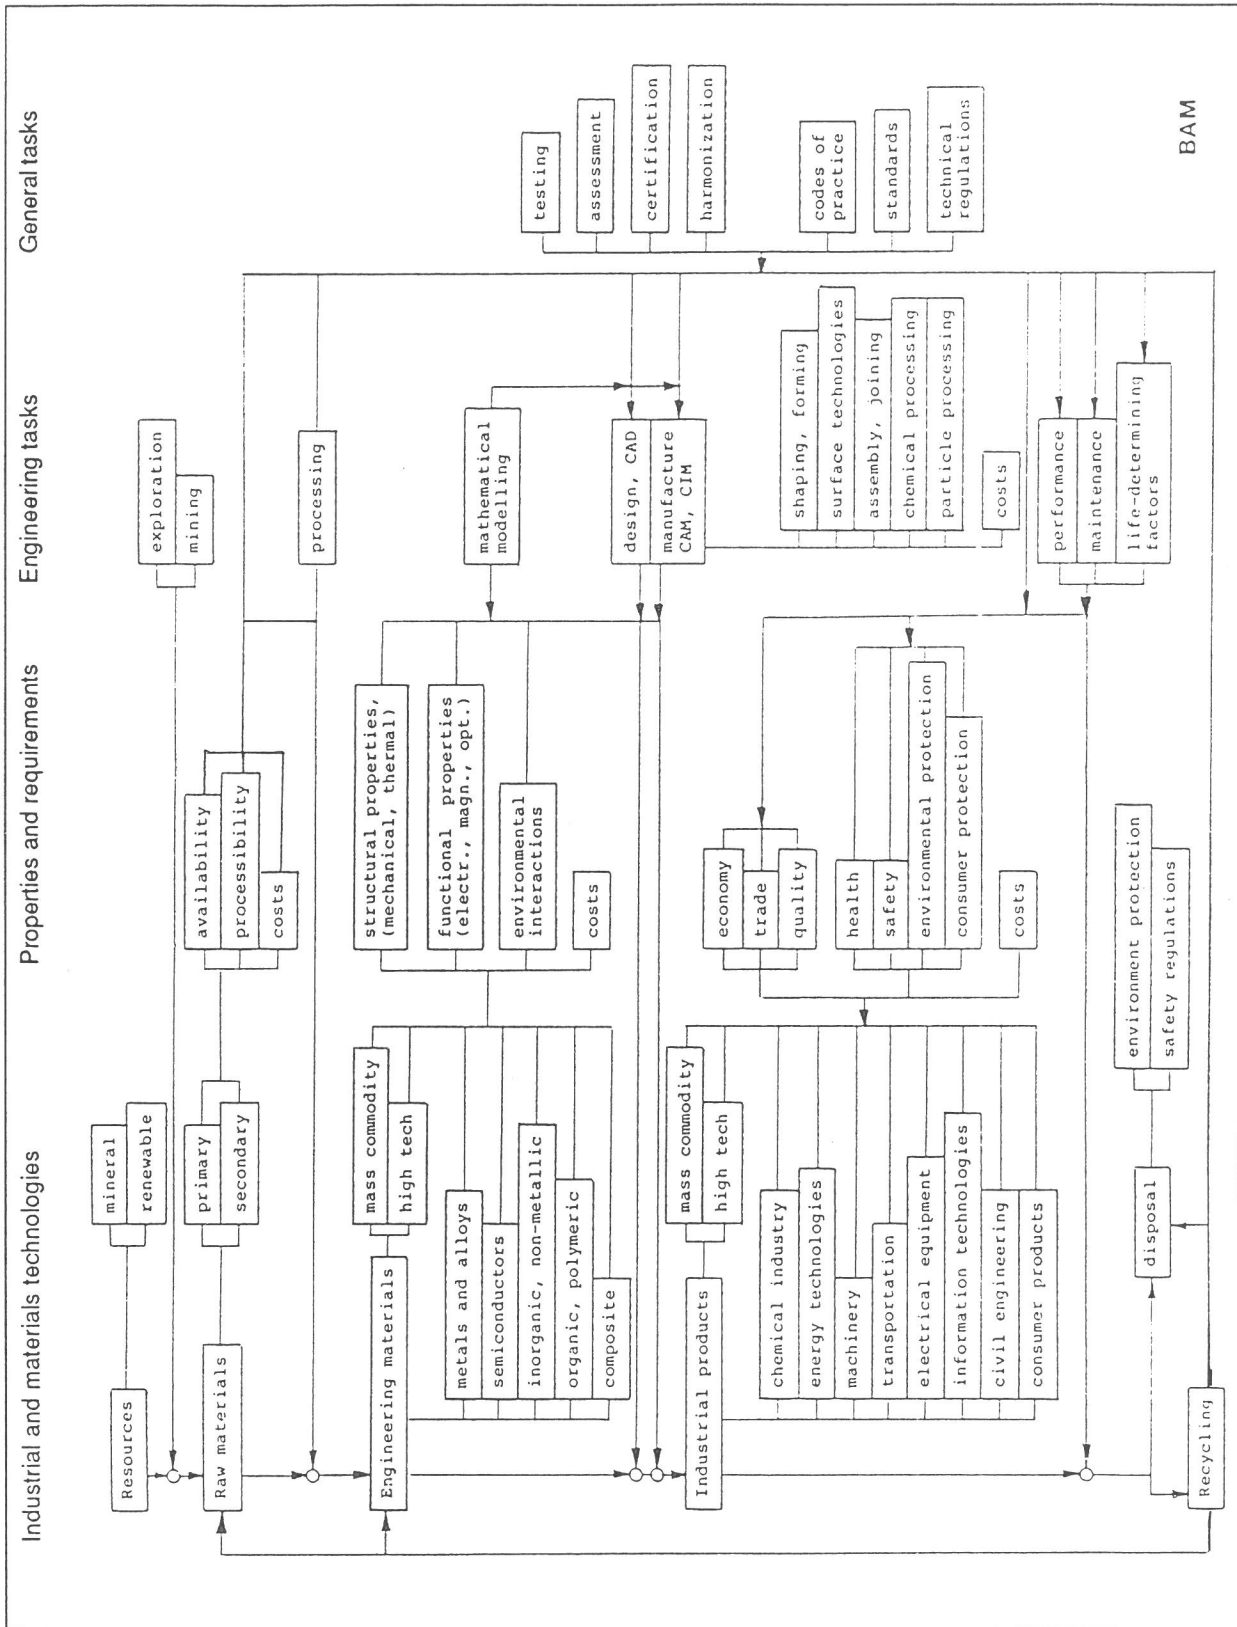 Industrial and materials technologies
Properties and requirements
Engineering tasks
General tasks
Resources
mineral
renewable
exploration
mining
Raw materials
primary
secondary
availability
processibility
costs
processing
Engineering materials
mass commodity
high tech
metals and alloys
semiconductors
inorganic, non-metallic
organic, polymeric
composite
structural properties,
(mechanical, thermal)
functional properties
(electr., magn., opt.)
environmental
interactions
costs
mathematical
modelling
design, CAD
manufacture
CAM, CIM
shaping, forming
surface technologies
assembly, joining
chemical processing
particle processing
costs
Industrial products
mass commodity
high tech
chemical industry
energy technologies
machinery
transportation
electrical equipment
information technologies
civil engineering
consumer products
economy
trade
quality
health
safety
environmental protection
consumer protection
costs
performance
maintenance
life-determining
factors
disposal
environment protection
safety regulations
Recycling
testing
assessment
certification
harmonization
codes of
practice
standards
technical
regulations
BAM